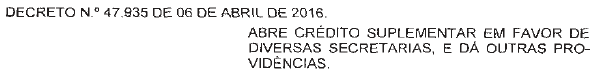 DECRETO N.º 47.935 DE 06 DE ABRIL DE 2016.
ABRE CRÉDITO SUPLEMENTAR EM FAVOR DE
DIVERSAS SECRETARIAS, E DÁ OUTRAS PRO-
VIDÊNCIAS.